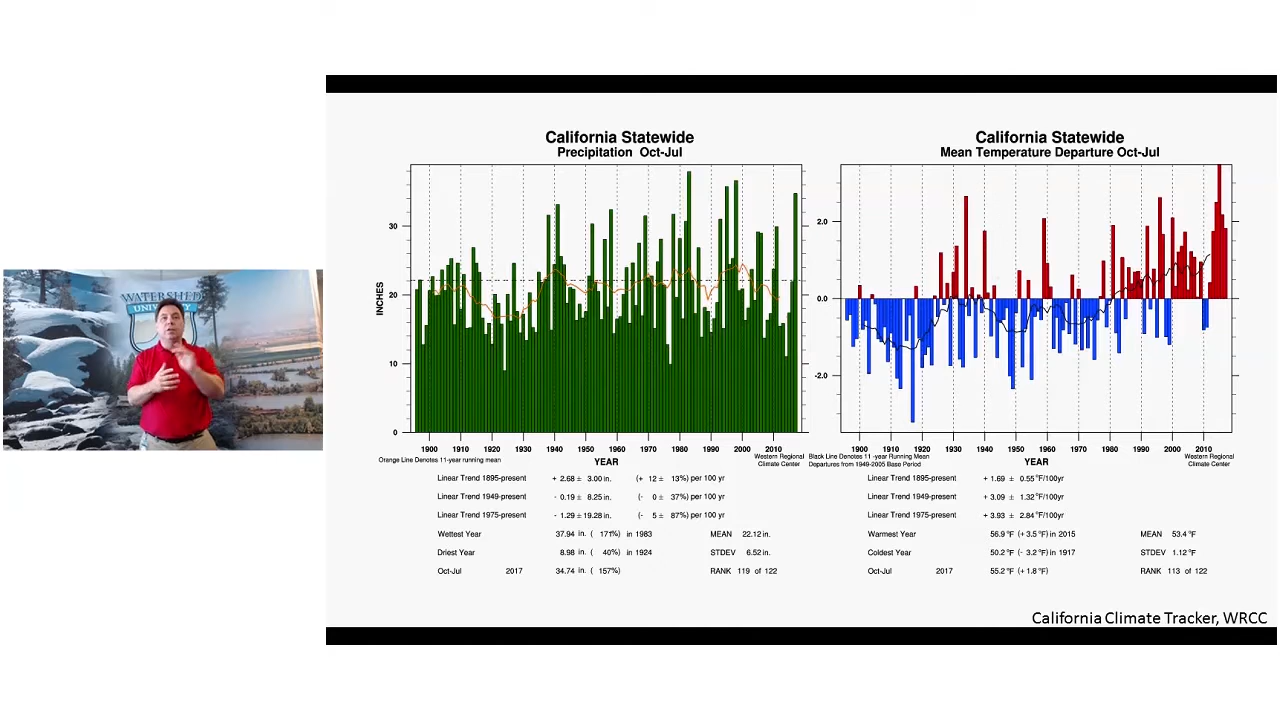 WATERSHED
UNIVERSITY
California Statewide
Precipitation Oct-Jul
INCHES
30
20
10
0
1900 1910 1920 1930 1940 1950 1960 1970 1980 1990 2000 2010
Orange Line Denotes 11-year running mean
YEAR
Western Regional
Climate Center
Linear Trend 1895-present + 2.68 ± 3.00 in. (+ 12 ± 13%) per 100 yr
Linear Trend 1949-present - 0.19 ± 8.25 in. (- 0 ± 37%) per 100 yr
Linear Trend 1975-present - 1.29 ± 19.28 in. (- 5 ± 87%) per 100 yr
Wettest Year 37.94 in. ( 171%) in 1983 MEAN 22.12 in.
Driest Year 8.98 in. ( 40%) in 1924 STDEV 6.52 in.
Oct-Jul 2017 34.74 in. ( 157%) RANK 119 of 122
California Statewide
Mean Temperature Departure Oct-Jul
2.0
0.0
-2.0
1900 1910 1920 1930 1940 1950 1960 1970 1980 1990 2000 2010
Black Line Denotes 11 -year Running Mean
Departures from 1949-2005 Base Period
YEAR
Western Regional
Climate Center
Linear Trend 1895-present + 1.69 ± 0.55 °F/100yr
Linear Trend 1949-present + 3.09 ± 1.32 °F/100yr
Linear Trend 1975-present + 3.93 ± 2.84 °F/100yr
Warmest Year 56.9 °F (+ 3.5 °F) in 2015 MEAN 53.4 °F
Coldest Year 50.2 °F (- 3.2 °F) in 1917 STDEV 1.12 °F
Oct-Jul 2017 55.2 °F (+ 1.8 °F) RANK 113 of 122
California Climate Tracker, WRCC